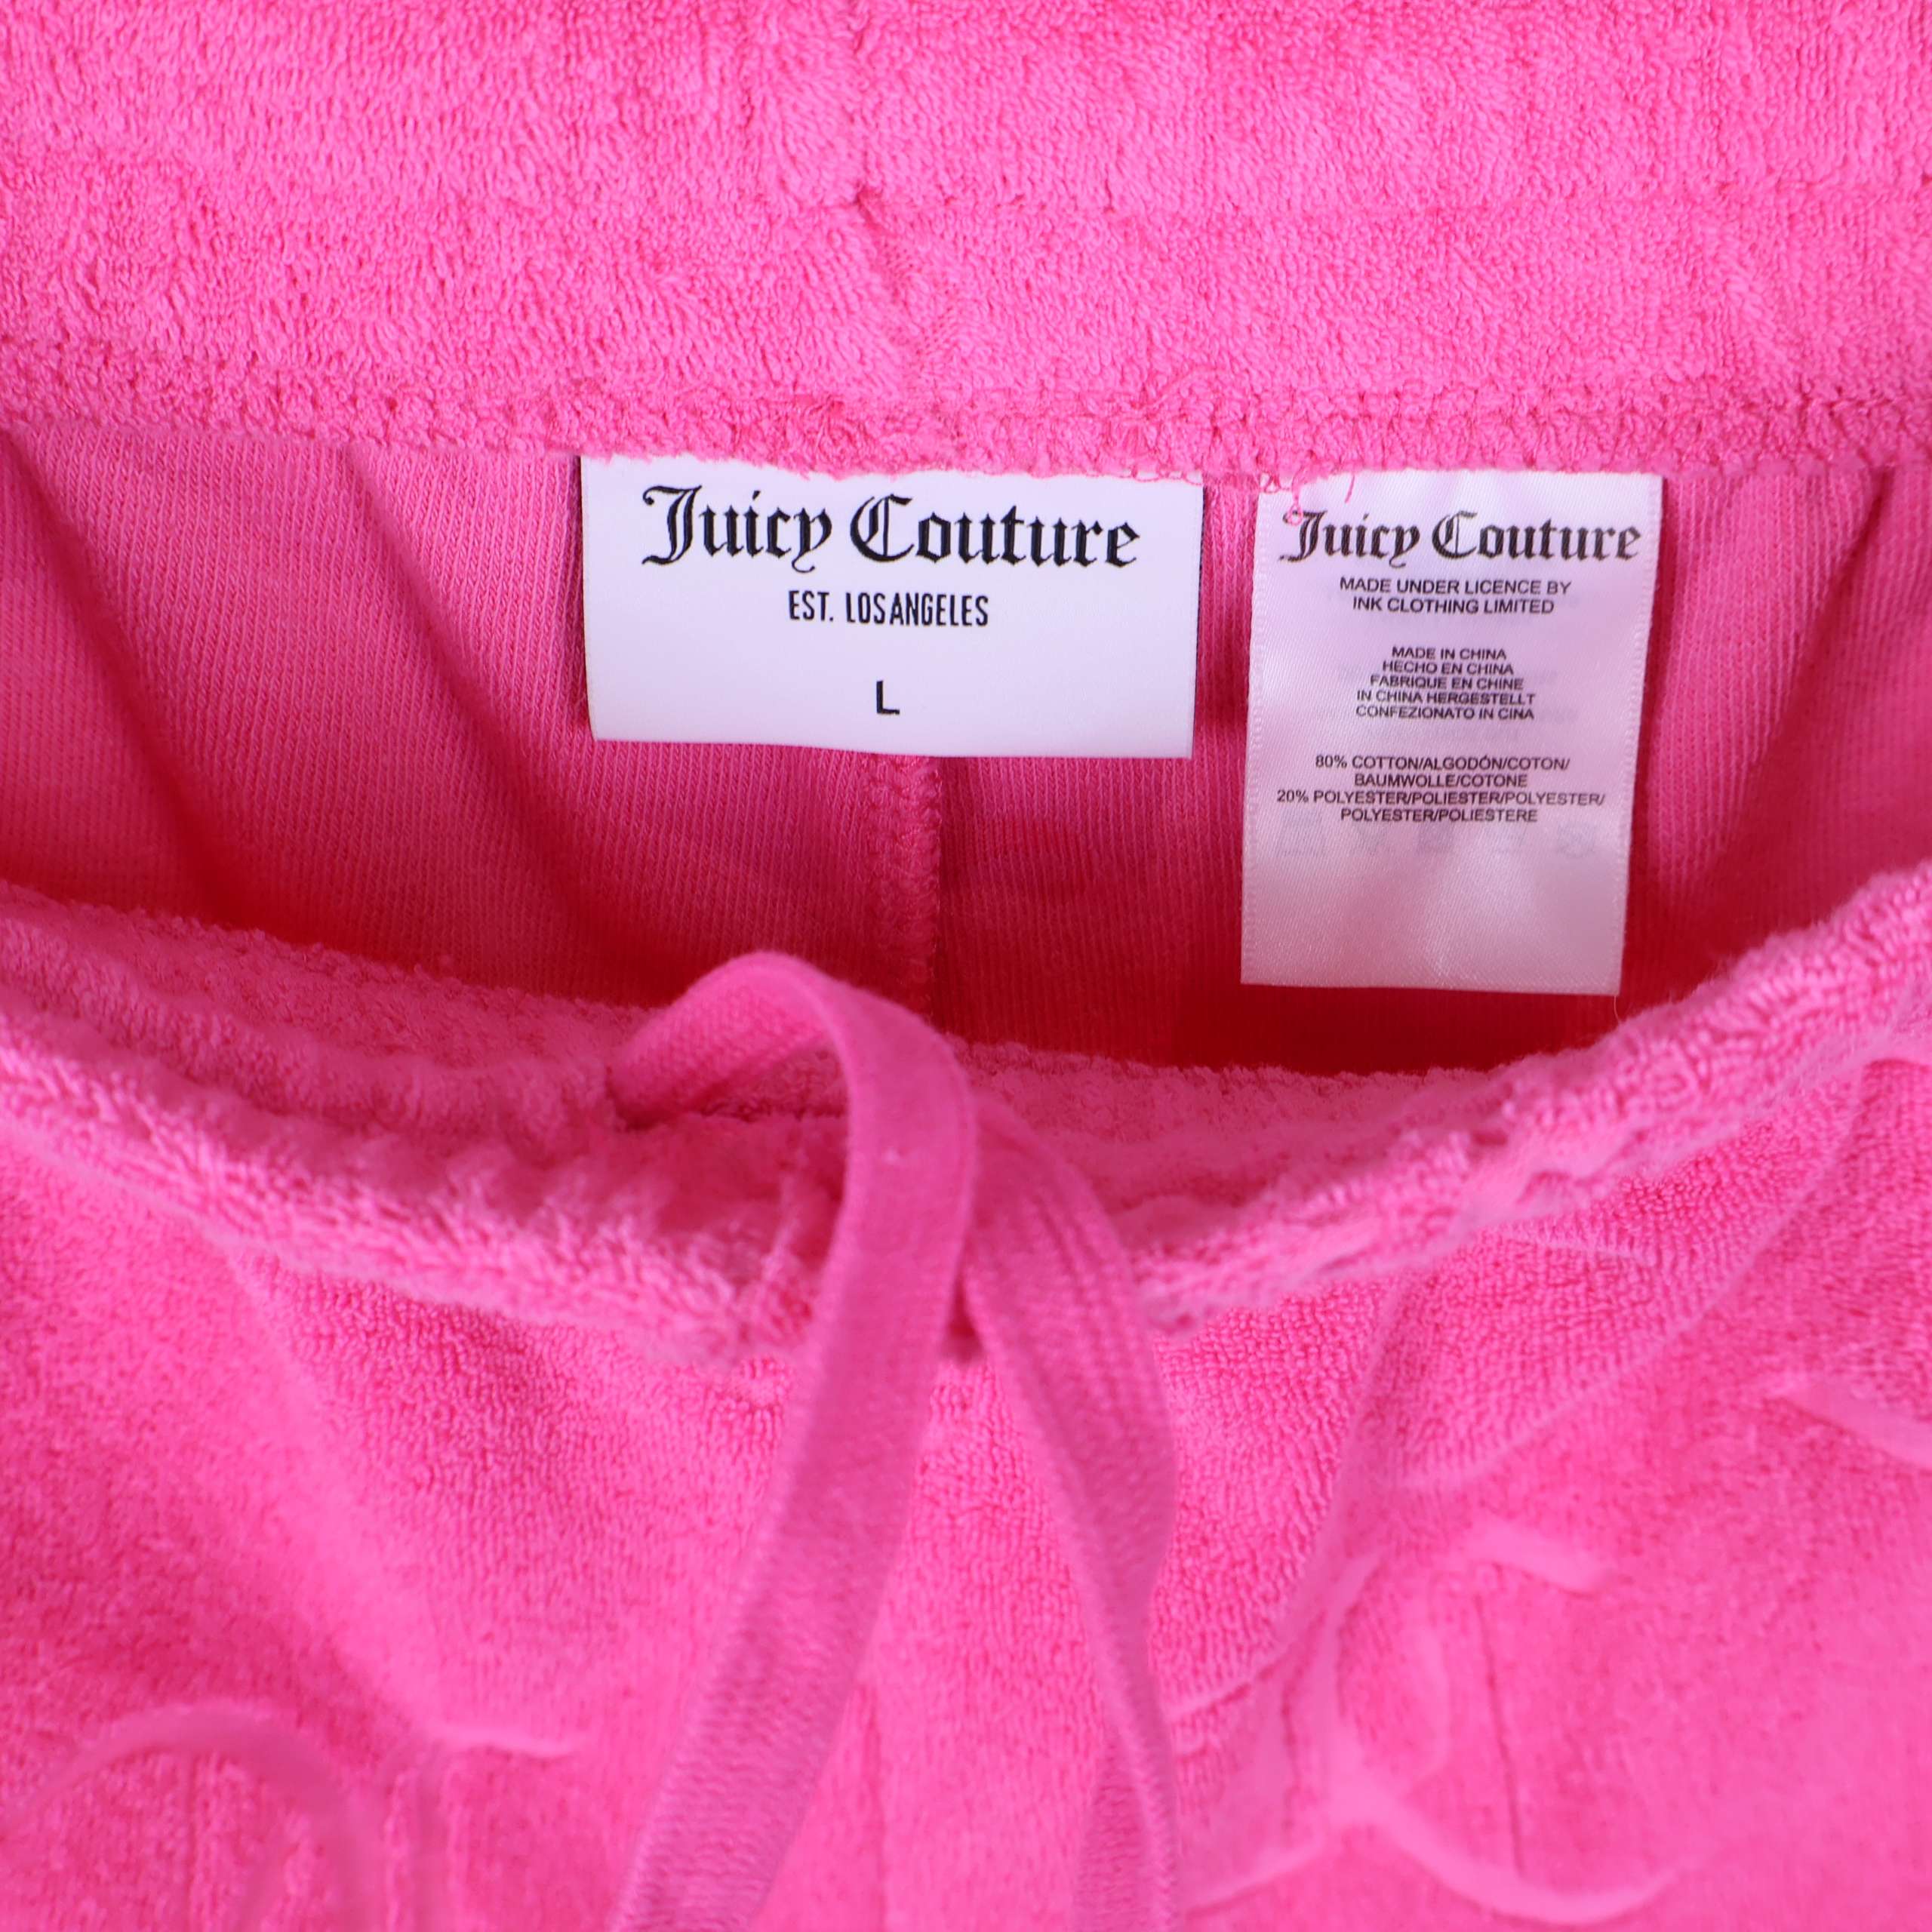 Juicy Couture
EST. LOS ANGELES
L
Juicy Couture
MADE UNDER LICENCE BY
INK CLOTHING LIMITED
MADE IN CHINA
HECHO EN CHINA
FABRIQUE EN CHINE
IN CHINA HERGESTELLT
CONFEZIONATO IN CINA
80% COTTON/ALGODÓN/COTON/
BAUMWOLLE/COTONE
20% POLYESTER/POLIESTER/POLYESTER/
POLYESTER/POLIESTERE